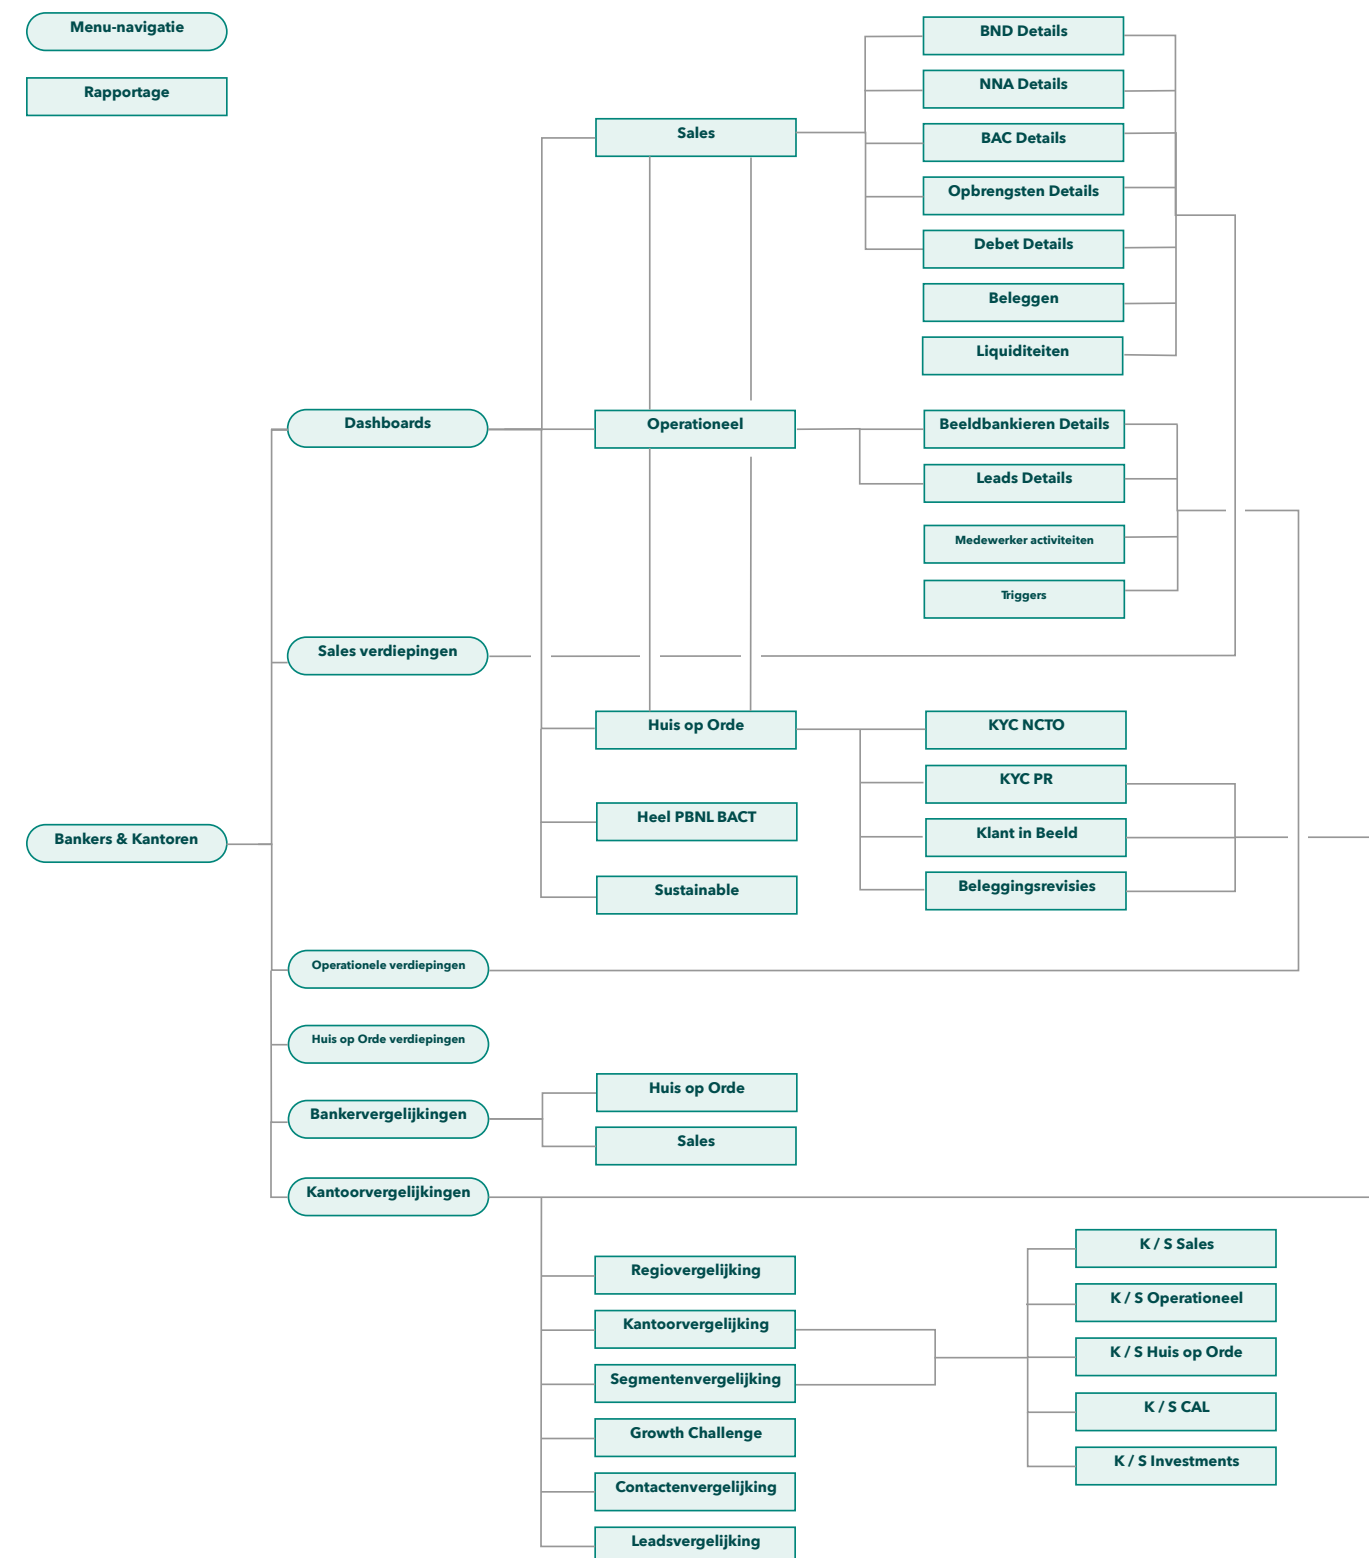 Menu-navigatie
Rapportage
BND Details
NNA Details
Sales
BAC Details
Opbrengsten Details
Debet Details
Beleggen
Liquiditeiten
Dashboards
Operationeel
Beeldbankieren Details
Leads Details
Medewerker activiteiten
Triggers
Sales verdiepingen
Huis op Orde
KYC NCTO
KYC PR
Heel PBNL BACT
Klant in Beeld
Bankers & Kantoren
Sustainable
Beleggingsrevisies
Operationele verdiepingen
Huis op Orde verdiepingen
Bankervergelijkingen
Huis op Orde
Sales
Kantoorvergelijkingen
Regiovergelijking
Kantoorvergelijking
Segmentenvergelijking
Growth Challenge
Contactenvergelijking
Leadsvergelijking
K / S Sales
K / S Operationeel
K / S Huis op Orde
K / S CAL
K / S Investments